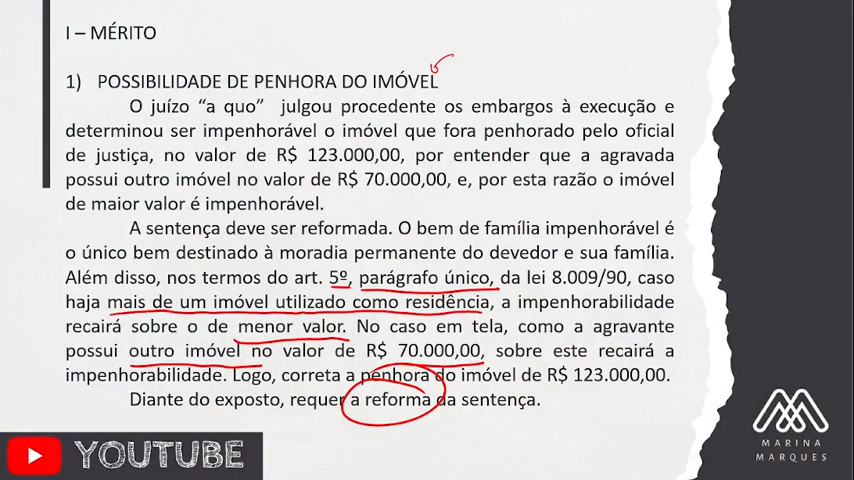 I – MÉRITO
1) POSSIBILIDADE DE PENHORA DO IMÓVEL
O juízo “a quo” julgou procedente os embargos à execução e
determinou ser impenhorável o imóvel que fora penhorado pelo oficial
de justiça, no valor de R$ 123.000,00, por entender que a agravada
possui outro imóvel no valor de R$ 70.000,00, e, por esta razão o imóvel
de maior valor é impenhorável.
A sentença deve ser reformada. O bem de família impenhorável é
o único bem destinado à moradia permanente do devedor e sua família.
Além disso, nos termos do art. 5º, parágrafo único, da lei 8.009/90, caso
haja mais de um imóvel utilizado como residência, a impenhorabilidade
recairá sobre o de menor valor. No caso em tela, como a agravante
possui outro imóvel no valor de R$ 70.000,00, sobre este recairá a
impenhorabilidade. Logo, correta a penhora do imóvel de R$ 123.000,00.
Diante do exposto, requer a reforma da sentença.
YOUTUBE
MARINA
MARQUES